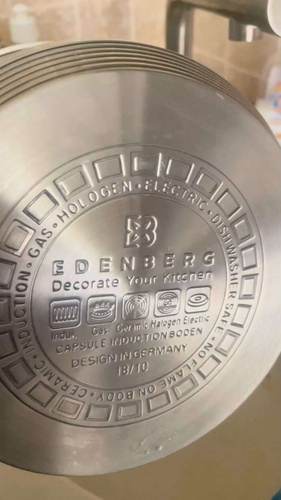 INDUCTION • GAS • HOLOGEN • ELECTRIC • DISHWASHER SAFE • NO FLAME ON BODY • CERAMIC •
EDENBERG
Decorate Your Kitchen
Induc. Gas Ceramic Halogen Electric
CAPSULE INDUCTION BODEN
DESIGN IN GERMANY
18/10